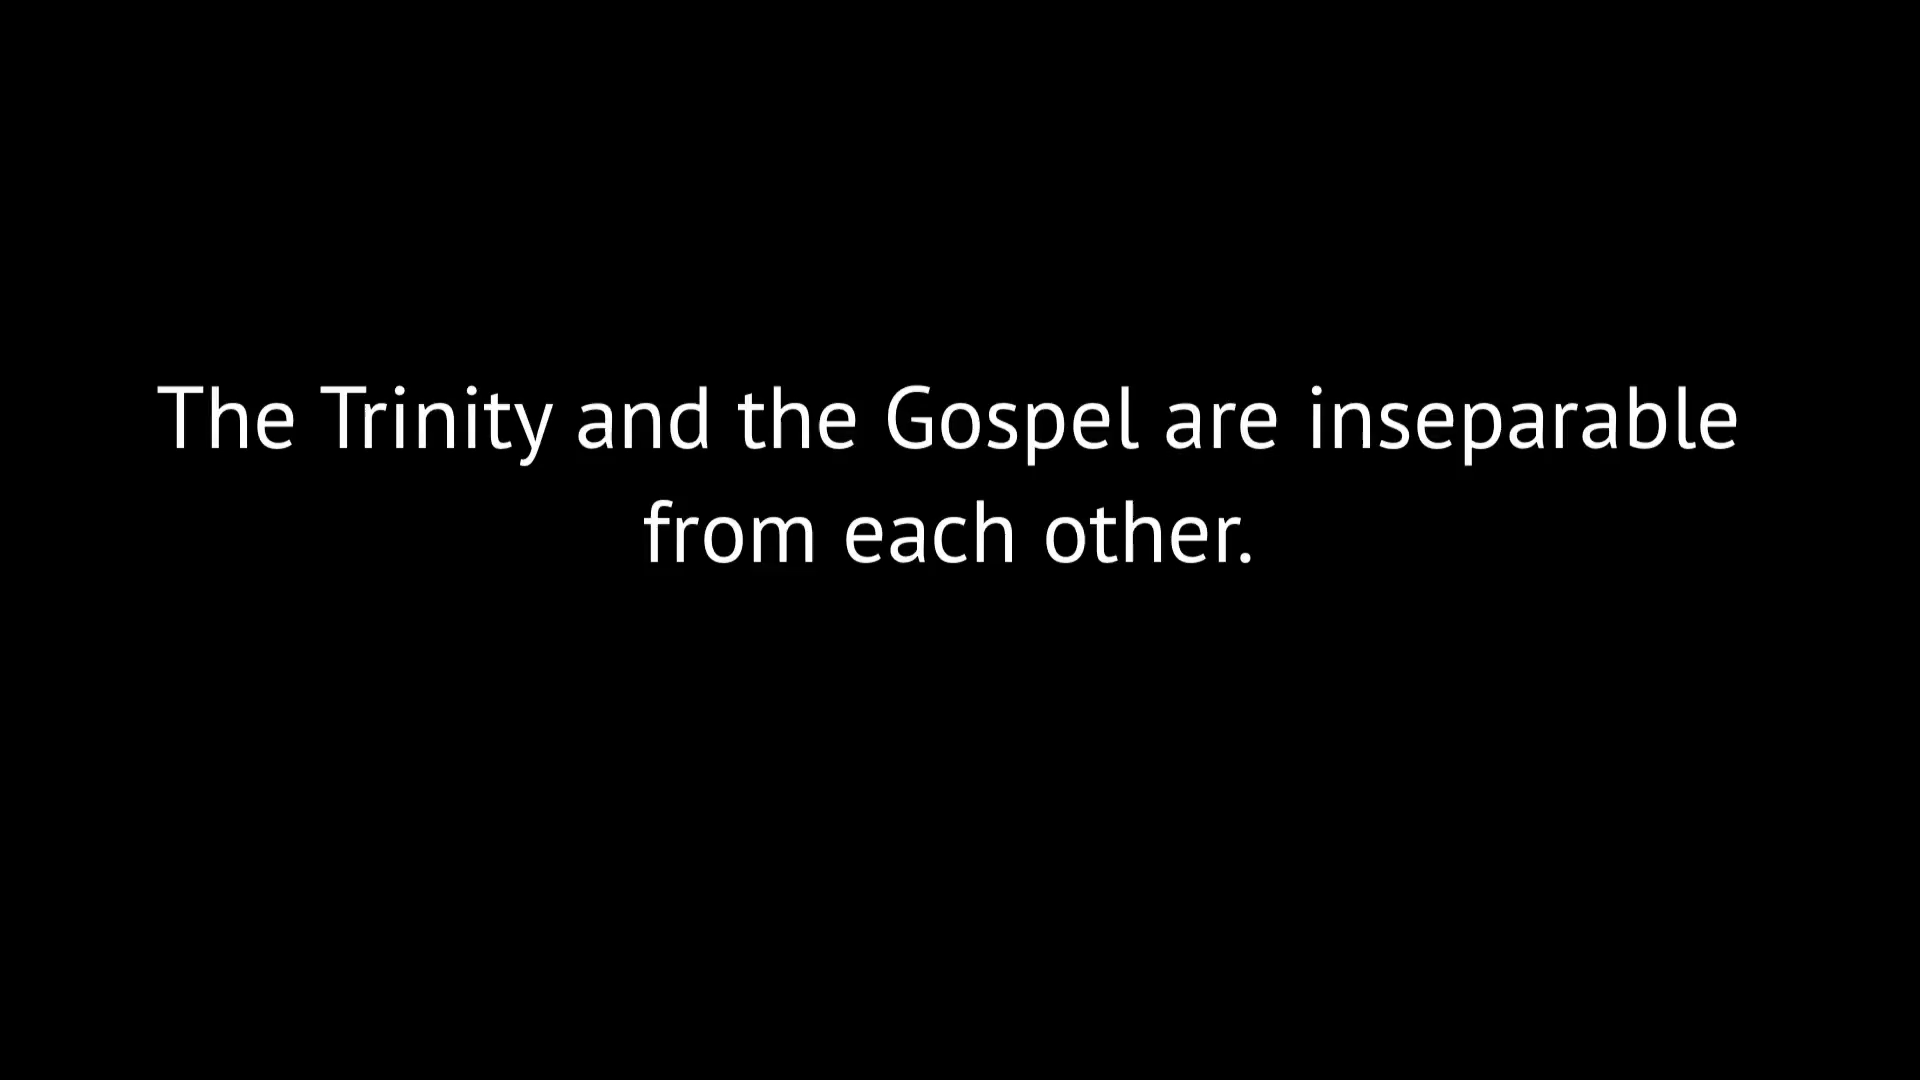 The Trinity and the Gospel are inseparable
from each other.